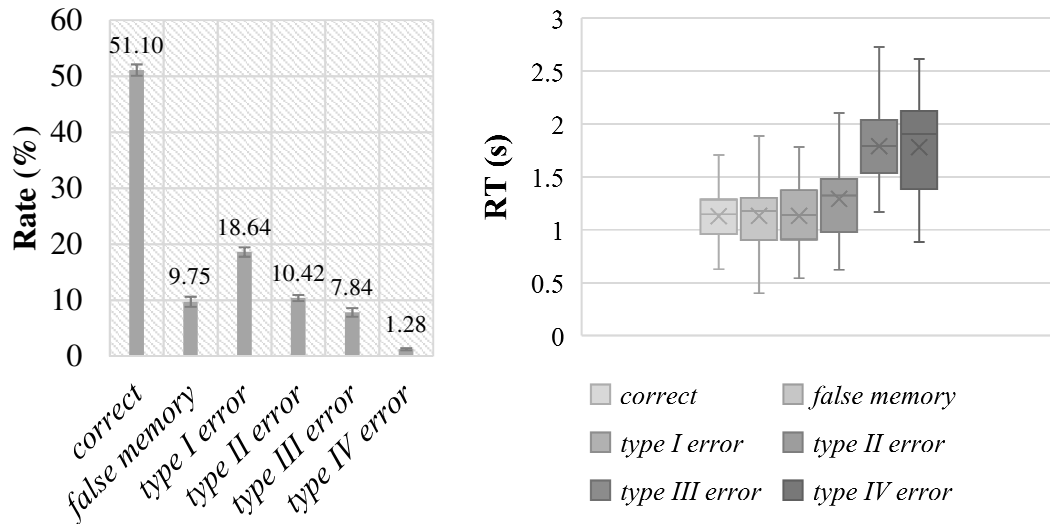 60
50
40
30
20
10
0
Rate (%)
51.10
9.75
18.64
10.42
7.84
1.28
correct
false memory
type I error
type II error
type III error
type IV error
3
2.5
2
1.5
1
0.5
0
RT (s)
correct
false memory
type I error
type II error
type III error
type IV error